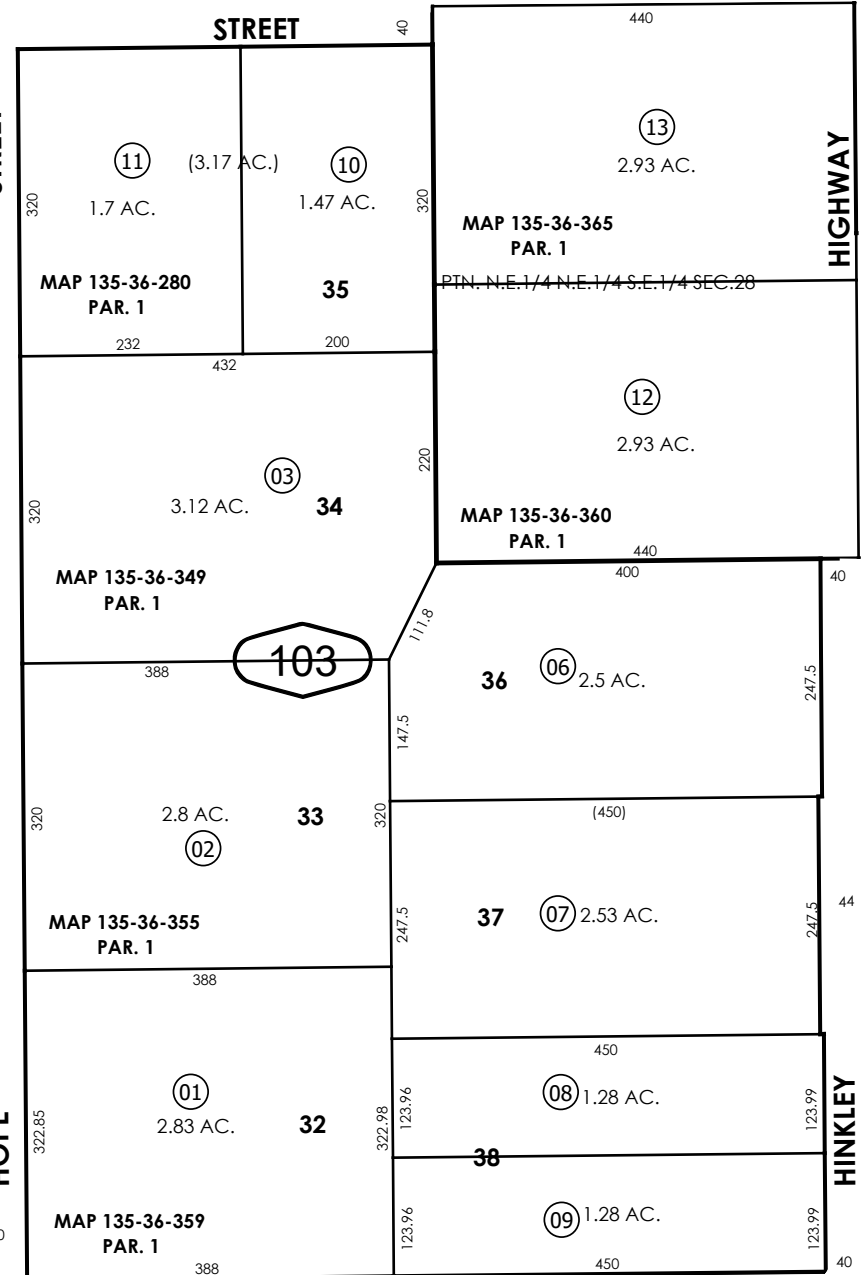 STREET
40
440
11
(3.17 AC.)
10
13
2.93 AC.
1.7 AC.
1.47 AC.
320
320
HIGHWAY
MAP 135-36-365
PAR. 1
MAP 135-36-280
PAR. 1
35
PTN. N.E.1/4 N.E.1/4 S.E.1/4 SEC.28
232
200
432
12
2.93 AC.
220
03
3.12 AC.
34
320
MAP 135-36-360
PAR. 1
440
400
40
MAP 135-36-349
PAR. 1
111.8
103
388
36
06
2.5 AC.
247.5
147.5
2.8 AC.
33
320
320
02
(450)
MAP 135-36-355
PAR. 1
247.5
37
07
2.53 AC.
247.5
44
388
450
01
2.83 AC.
32
322.85
322.98
123.96
08
1.28 AC.
123.99
HOPE
38
HINKLEY
MAP 135-36-359
PAR. 1
123.96
09
1.28 AC.
123.99
388
450
40